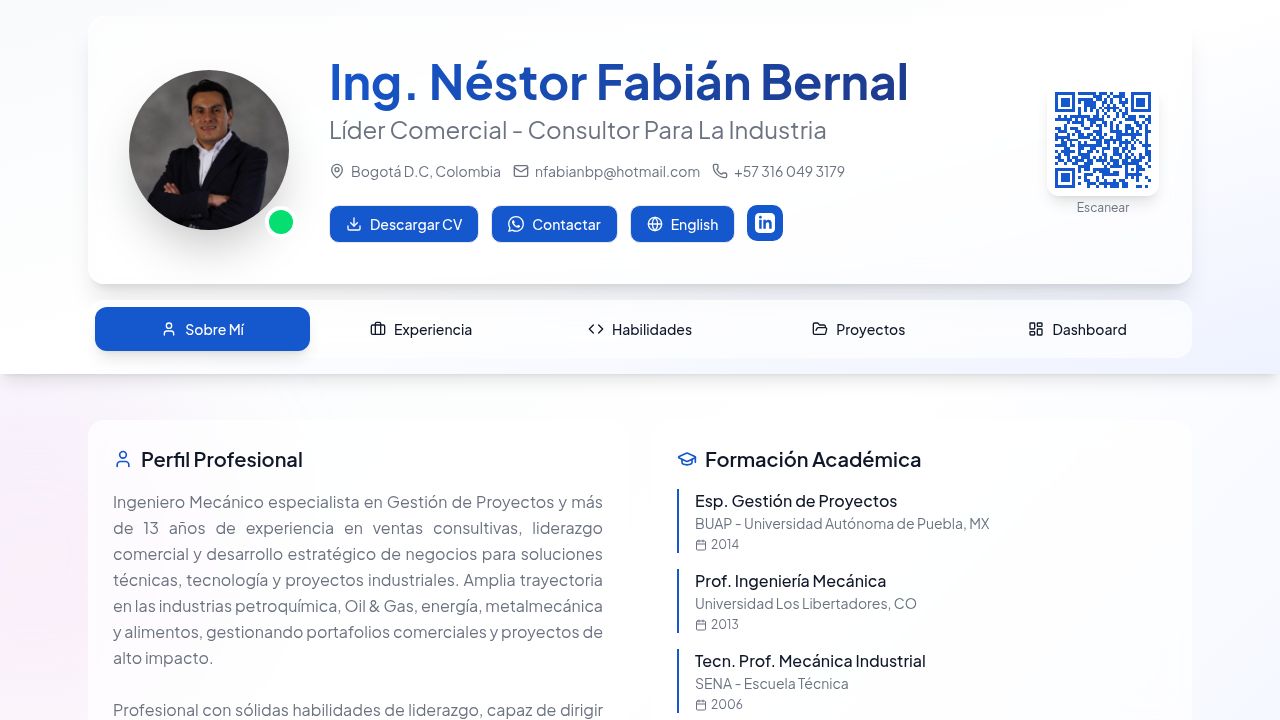 Ing. Néstor Fabián Bernal
Líder Comercial - Consultor Para La Industria
Bogotá D.C, Colombia nfabianbp@hotmail.com +57 316 049 3179
Descargar CV Contactar English in
Escanear
Sobre Mí Experiencia Habilidades Proyectos Dashboard
Perfil Profesional
Ingeniero Mecánico especialista en Gestión de Proyectos y más
de 13 años de experiencia en ventas consultivas, liderazgo
comercial y desarrollo estratégico de negocios para soluciones
técnicas, tecnología y proyectos industriales. Amplia trayectoria
en las industrias petroquímica, Oil & Gas, energía, metalmecánica
y alimentos, gestionando portafolios comerciales y proyectos de
alto impacto.
Profesional con sólidas habilidades de liderazgo, capaz de dirigir
Formación Académica
Esp. Gestión de Proyectos
BUAP - Universidad Autónoma de Puebla, MX
2014
Prof. Ingeniería Mecánica
Universidad Los Libertadores, CO
2013
Tecn. Prof. Mecánica Industrial
SENA - Escuela Técnica
2006